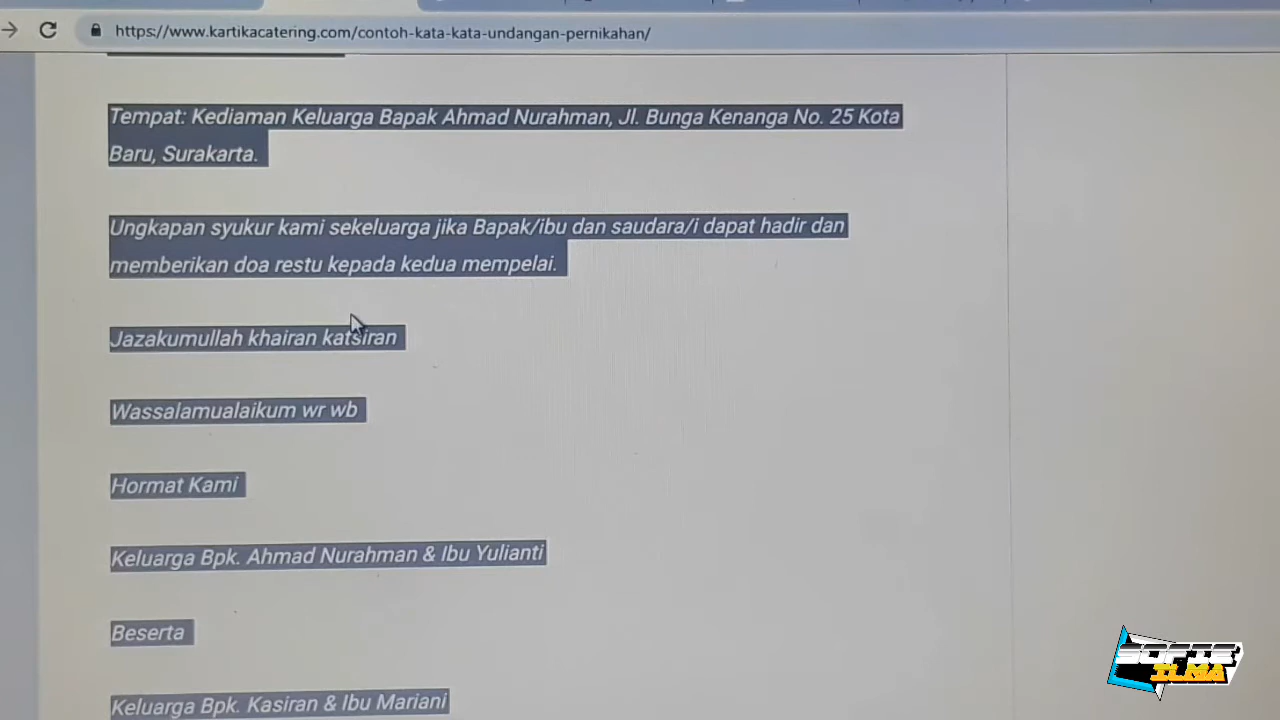 https://www.kartikacatering.com/contoh-kata-kata-undangan-pernikahan/
Tempat: Kediaman Keluarga Bapak Ahmad Nurahman, Jl. Bunga Kenanga No. 25 Kota
Baru, Surakarta.
Ungkapan syukur kami sekeluarga jika Bapak/ibu dan saudara/i dapat hadir dan
memberikan doa restu kepada kedua mempelai.
Jazakumullah khairan katsiran
Wassalamualaikum wr wb
Hormat Kami
Keluarga Bpk. Ahmad Nurahman & Ibu Yulianti
Beserta
Keluarga Bpk. Kasiran & Ibu Mariani
SOFIE
ILMA